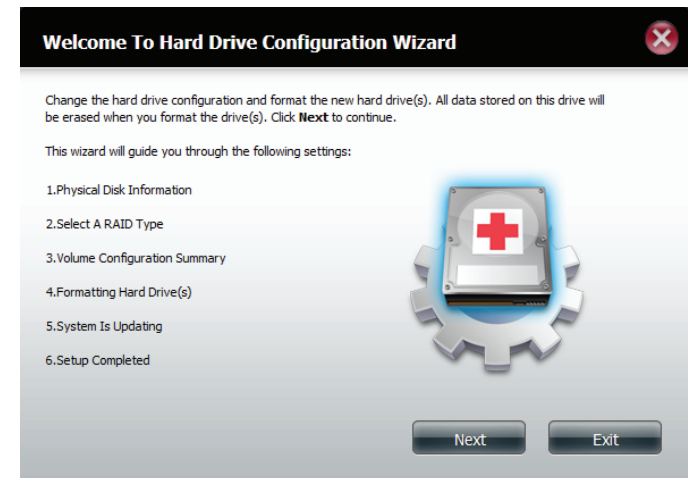 Welcome To Hard Drive Configuration Wizard
Change the hard drive configuration and format the new hard drive(s). All data stored on this drive will
be erased when you format the drive(s). Click Next to continue.
This wizard will guide you through the following settings:
1.Physical Disk Information
2.Select A RAID Type
3.Volume Configuration Summary
4.Formatting Hard Drive(s)
5.System Is Updating
6.Setup Completed
Next
Exit